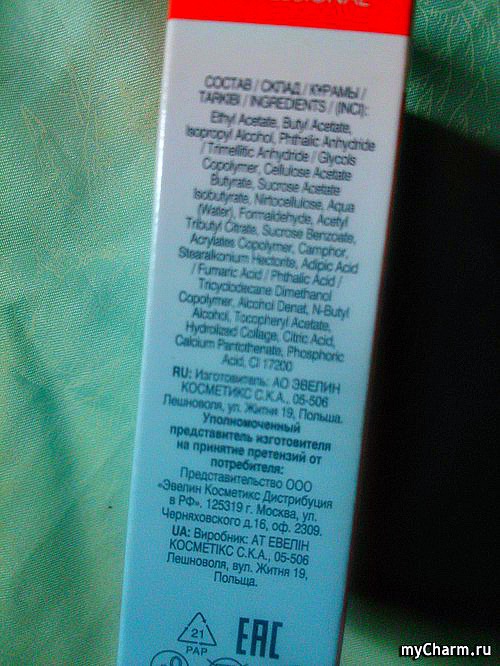 СОСТАВ / СКЛАД / ҚҰРАМЫ /
TARKIBI / INGREDIENTS / (INCI):
Ethyl Acetate, Butyl Acetate,
Isopropyl Alcohol, Phthalic Anhydride
/ Trimellitic Anhydride / Glycols
Copolymer, Cellulose Acetate
Butyrate, Sucrose Acetate
Isobutyrate, Nirtocellulose, Aqua
(Water), Formaldehyde, Acetyl
Tributyl Citrate, Sucrose Benzoate,
Acrylates Copolymer, Camphor,
Stearalkonium Hectorite, Adipic Acid
/ Fumaric Acid / Phthalic Acid /
Tricyclodecane Dimethanol
Copolymer, Alcohol Denat, N-Butyl
Alcohol, Tocopheryl Acetate,
Hydrolized Collage, Citric Acid,
Calcium Pantothenate, Phosphoric
Acid, CI 17200
RU: Изготовитель: АО ЭВЕЛИН
КОСМЕТИКС С.К.А., 05-506
Лешноволя, ул. Житня 19, Польша.
Уполномоченный
представитель изготовителя
на принятие претензий от
потребителя:
Представительство ООО
«Эвелин Косметикс Дистрибуция
в РФ». 125319 г. Москва, ул.
Черняховского д.16, оф. 2309.
UA: Виробник: АТ ЕВЕЛІН
КОСМЕТІКС С.К.А., 05-506
Лешноволя, вул. Житня 19,
Польща.
21
PAP
EAC
myCharm.ru